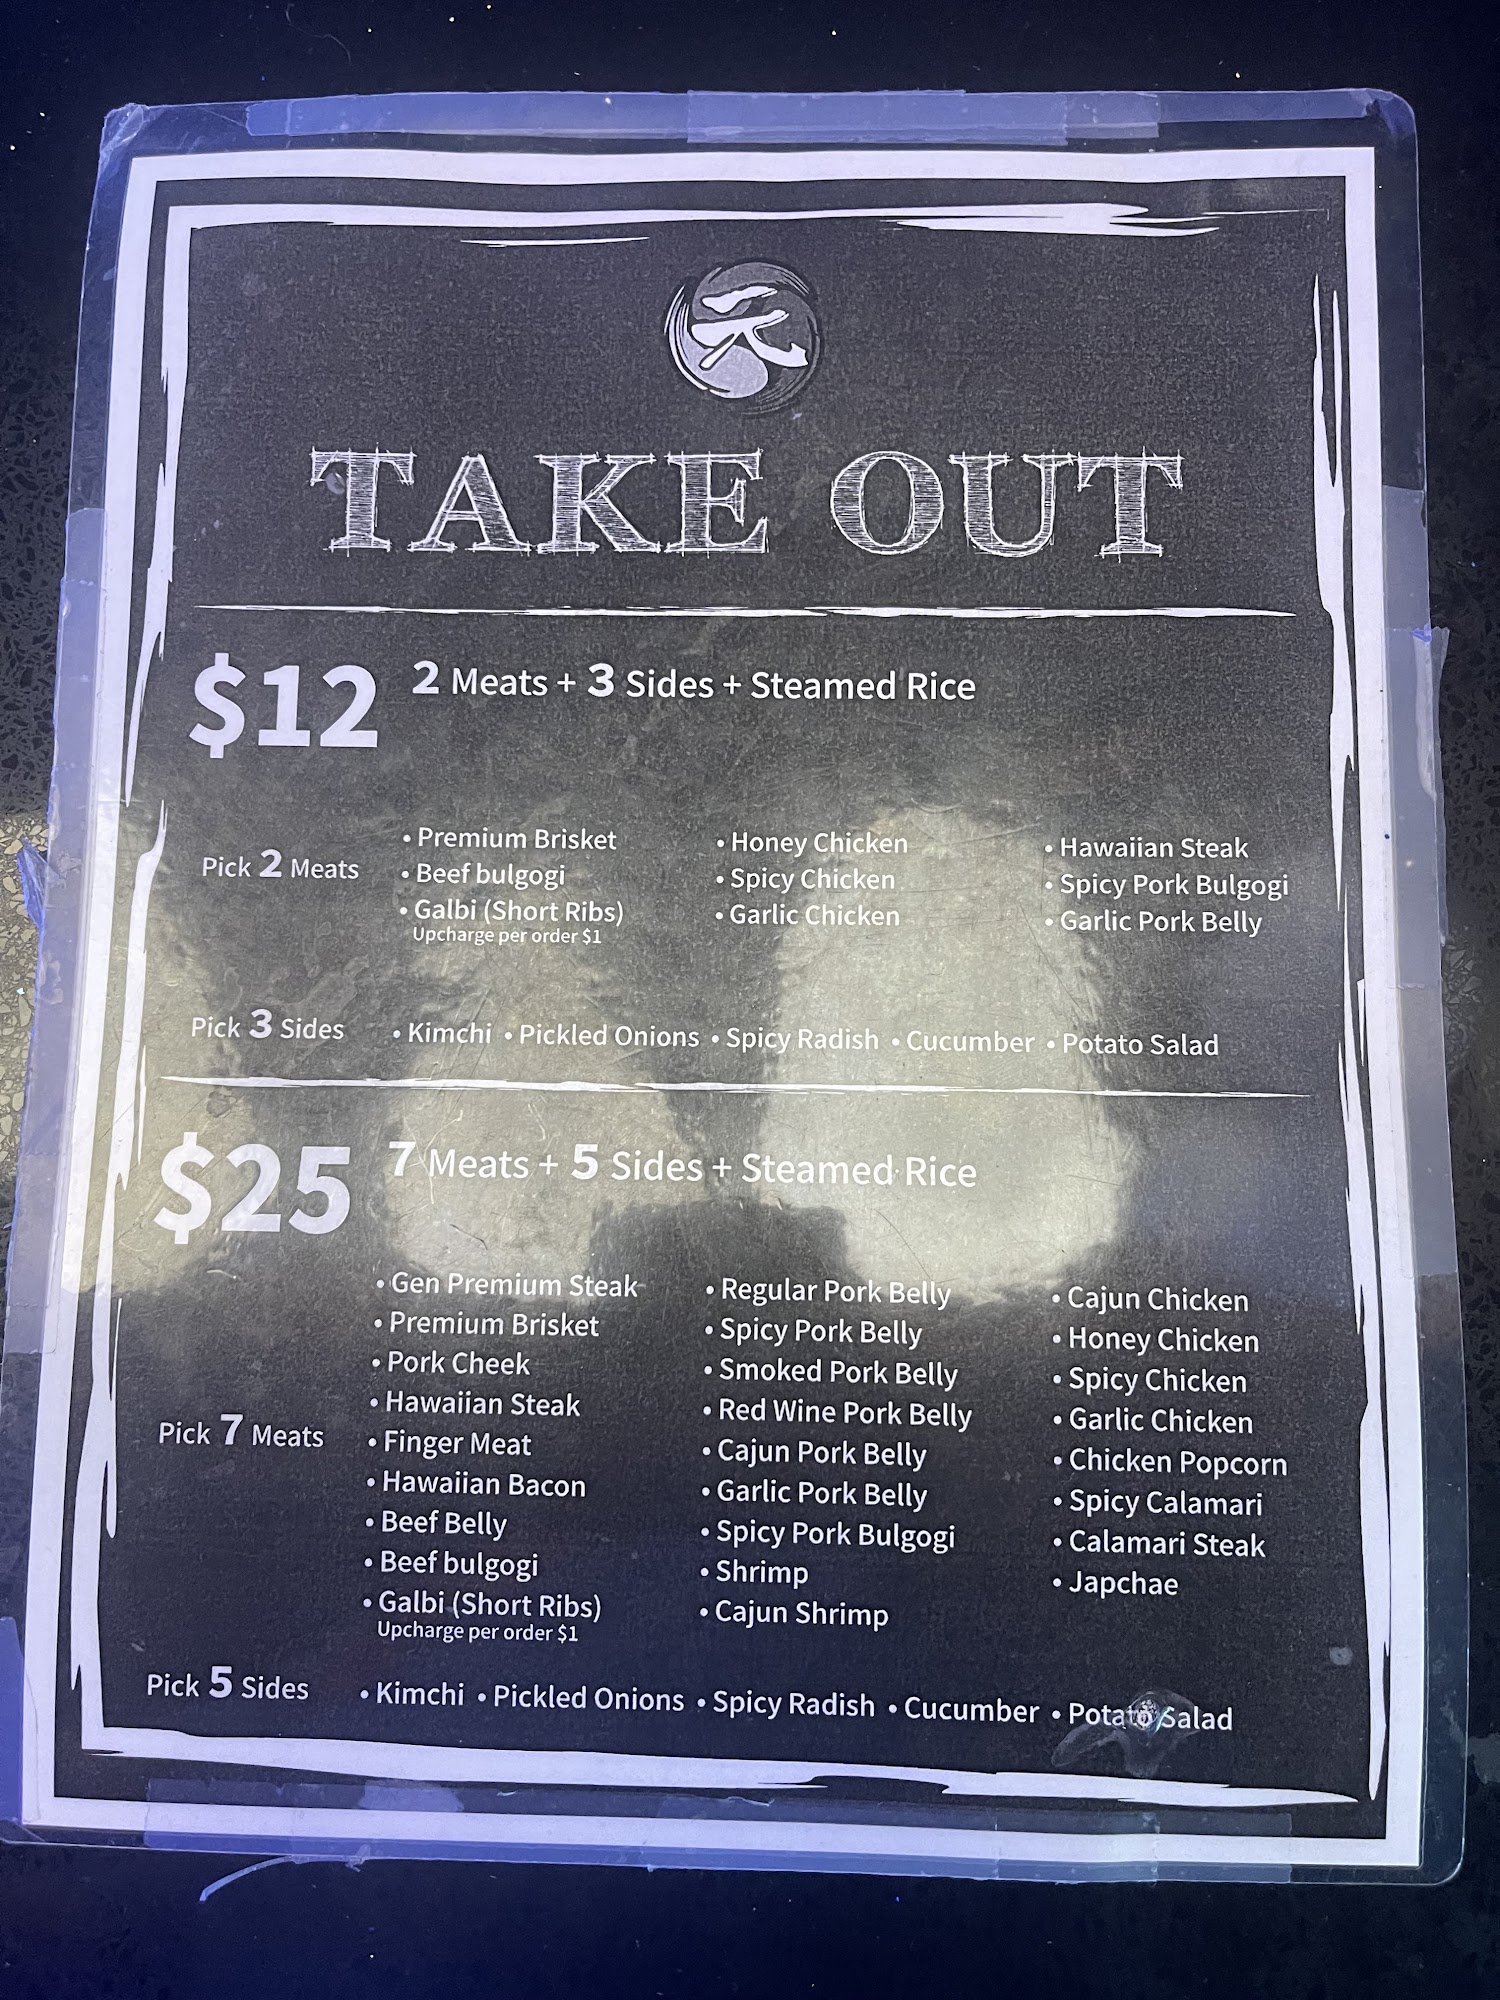 元
TAKE OUT
$12 2 Meats + 3 Sides + Steamed Rice
Pick 2 Meats
• Premium Brisket
• Beef bulgogi
• Galbi (Short Ribs)
Upcharge per order $1
• Honey Chicken
• Spicy Chicken
• Garlic Chicken
• Hawaiian Steak
• Spicy Pork Bulgogi
• Garlic Pork Belly
Pick 3 Sides • Kimchi • Pickled Onions • Spicy Radish • Cucumber • Potato Salad
$25 7 Meats + 5 Sides + Steamed Rice
Pick 7 Meats
• Gen Premium Steak
• Premium Brisket
• Pork Cheek
• Hawaiian Steak
• Finger Meat
• Hawaiian Bacon
• Beef Belly
• Beef bulgogi
• Galbi (Short Ribs)
Upcharge per order $1
• Regular Pork Belly
• Spicy Pork Belly
• Smoked Pork Belly
• Red Wine Pork Belly
• Cajun Pork Belly
• Garlic Pork Belly
• Spicy Pork Bulgogi
• Shrimp
• Cajun Shrimp
• Cajun Chicken
• Honey Chicken
• Spicy Chicken
• Garlic Chicken
• Chicken Popcorn
• Spicy Calamari
• Calamari Steak
• Japchae
Pick 5 Sides • Kimchi • Pickled Onions • Spicy Radish • Cucumber • Potato Salad